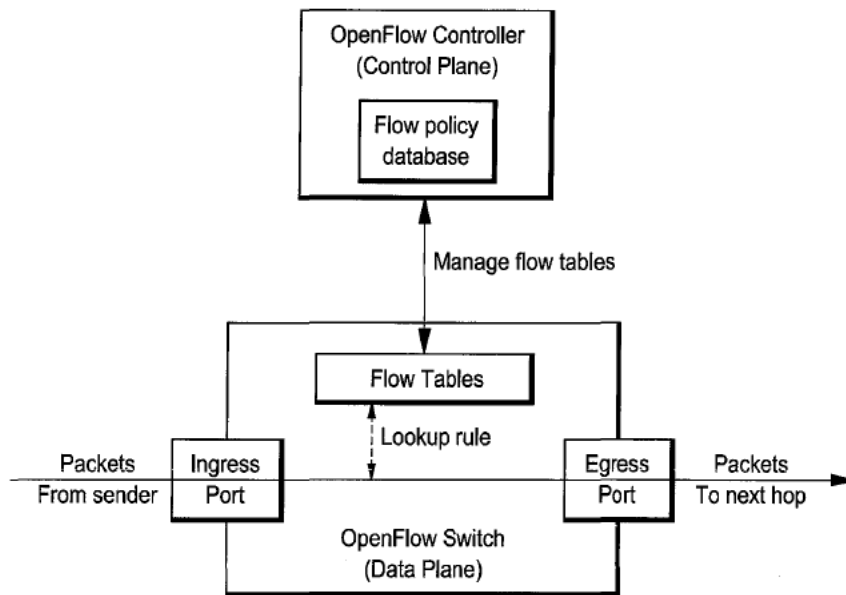 OpenFlow Controller
(Control Plane)
Flow policy
database
Manage flow tables
Flow Tables
Lookup rule
Packets
From sender
Ingress
Port
Egress
Port
Packets
To next hop
OpenFlow Switch
(Data Plane)